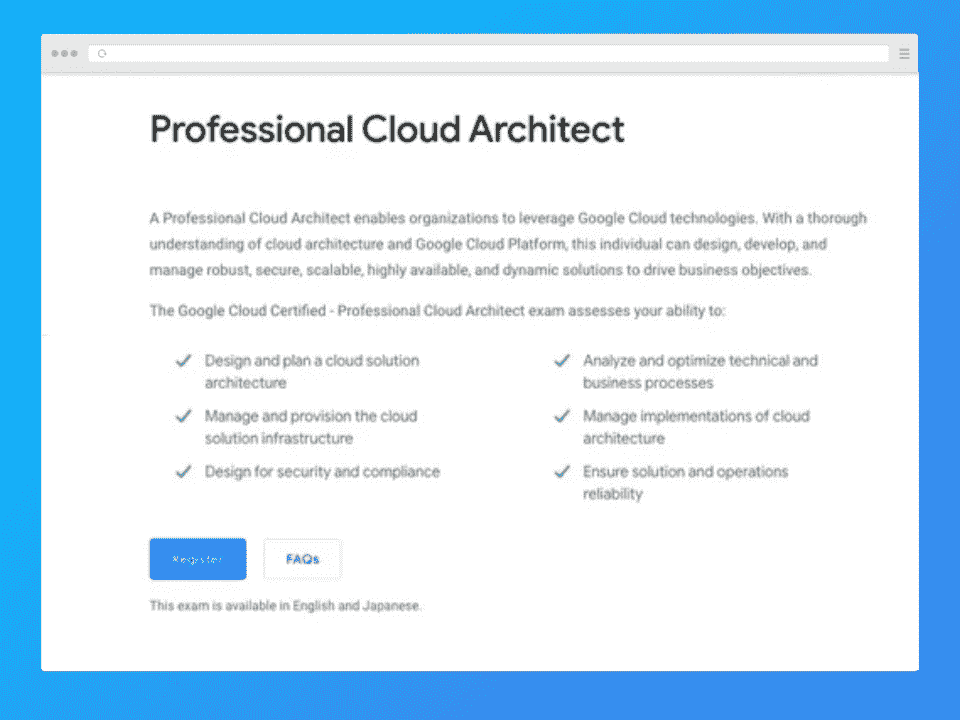 Professional Cloud Architect
A Professional Cloud Architect enables organizations to leverage Google Cloud technologies. With a thorough
understanding of cloud architecture and Google Cloud Platform, this individual can design, develop, and
manage robust, secure, scalable, highly available, and dynamic solutions to drive business objectives.
The Google Cloud Certified - Professional Cloud Architect exam assesses your ability to:
Design and plan a cloud solution
architecture
Manage and provision the cloud
solution infrastructure
Design for security and compliance
Analyze and optimize technical and
business processes
Manage implementations of cloud
architecture
Ensure solution and operations
reliability
Register
FAQs
This exam is available in English and Japanese.